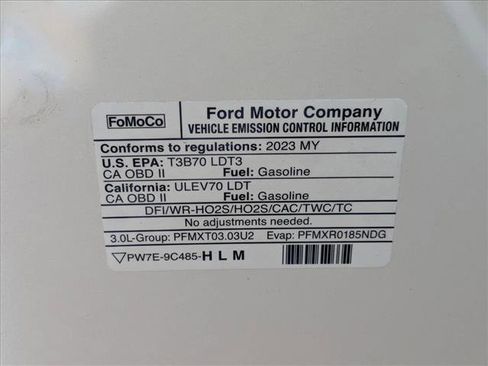 FoMoCo
Ford Motor Company
VEHICLE EMISSION CONTROL INFORMATION
Conforms to regulations: 2023 MY
U.S. EPA: T3B70 LDT3
CA OBD II Fuel: Gasoline
California: ULEV70 LDT
CA OBD II Fuel: Gasoline
DFI/WR-HO2S/HO2S/CAC/TWC/TC
No adjustments needed.
3.0L-Group: PFMXT03.03U2 Evap: PFMXR0185NDG
PW7E-9C485-HLM